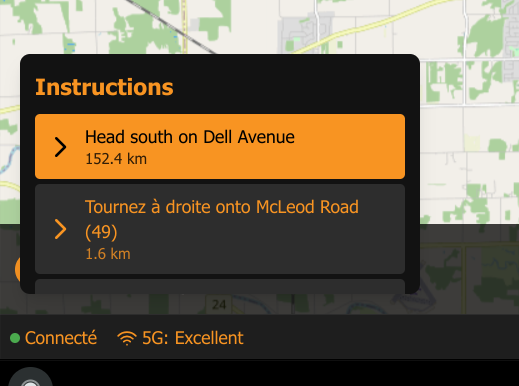 Instructions
Head south on Dell Avenue
152.4 km
Tournez à droite onto McLeod Road
(49)
1.6 km
24
Connecté 5G: Excellent